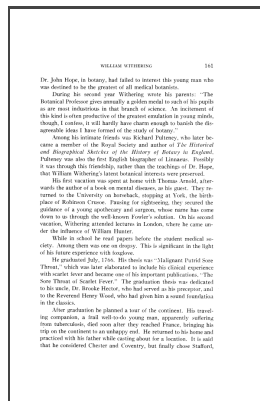 WILLIAM WITHERING 161
Dr. John Hope, in botany, had failed to interest this young man who
was destined to be the greatest of all medical botanists.
During his second year Withering wrote his parents: "The
Botanical Professor gives annually a golden medal to such of his pupils
as are most industrious in that branch of science. An incitement of
this kind is often productive of the greatest emulation in young minds,
though, I confess, it will hardly have charm enough to banish the dis-
agreeable ideas I have formed of the study of botany."
Among his intimate friends was Richard Pulteney, who later be-
came a member of the Royal Society and author of The Historical
and Biographical Sketches of the History of Botany in England.
Pulteney was also the first English biographer of Linnaeus. Possibly
it was through this friendship, rather than the teachings of Dr. Hope,
that William Withering's latent botanical interests were preserved.
His first vacation was spent at home with Thomas Arnold, after-
wards the author of a book on mental diseases, as his guest. They re-
turned to the University on horseback, stopping at York, the birth-
place of Robinson Crusoe. Pausing for sightseeing, they secured the
guidance of a young apothecary and surgeon, whose name has come
down to us through the well-known Fowler's solution. On his second
vacation, Withering attended lectures in London, where he came un-
der the influence of William Hunter.
While in school he read papers before the student medical so-
ciety. Among them was one on dropsy. This is significant in the light
of his future experience with foxglove.
He graduated July, 1766. His thesis was "Malignant Putrid Sore
Throat," which was later elaborated to include his clinical experience
with scarlet fever and became one of his important publications, "The
Sore Throat of Scarlet Fever." The graduation thesis was dedicated
to his uncle, Dr. Brooke Hector, who had served as his preceptor, and
to the Reverend Henry Wood, who had given him a sound foundation
in the classics.
After graduation he planned a tour of the continent. His travel-
ing companion, a frail well-to-do young man, apparently suffering
from tuberculosis, died soon after they reached France, bringing his
trip on the continent to an unhappy end. He returned to his home and
practiced with his father while casting about for a location. It is said
that he considered Chester and Coventry, but finally chose Stafford,